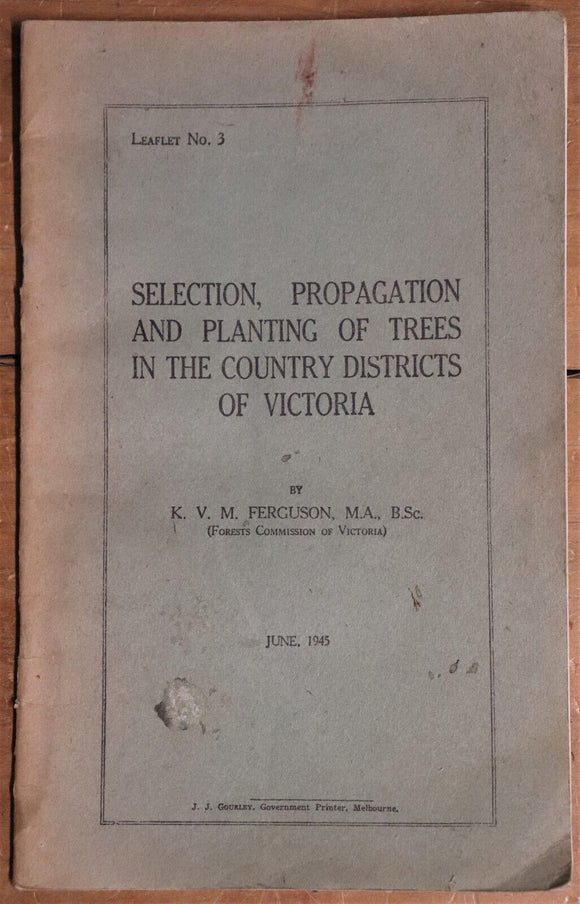 Leaflet No. 3
SELECTION, PROPAGATION
AND PLANTING OF TREES
IN THE COUNTRY DISTRICTS
OF VICTORIA
BY
K. V. M. FERGUSON, M.A., B.Sc.
(Forests Commission of Victoria)
JUNE, 1945
J. J. Gourley, Government Printer, Melbourne.